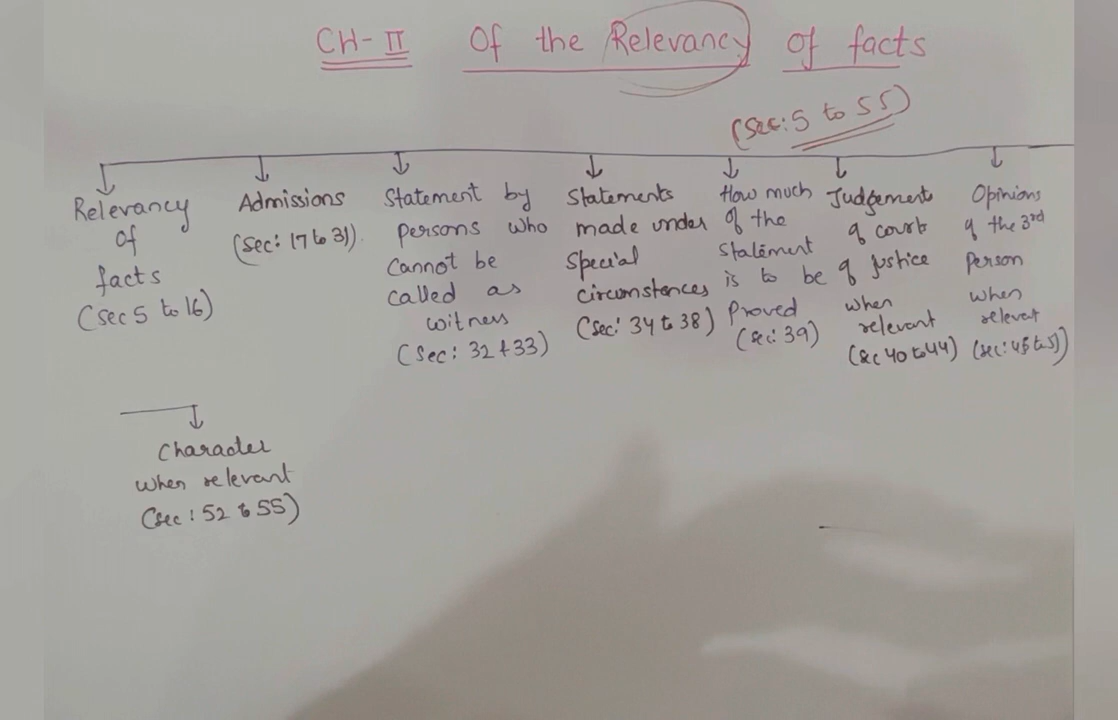 CH-II Of the Relevancy of facts
(Sec: 5 to 55)
Relevancy
of
facts
(Sec 5 to 16)
Admissions
(Sec: 17 to 31).
Statement by
persons who
cannot be
called as
witness
(Sec: 32 + 33)
Statements
made under
special
circumstances
(Sec: 34 to 38)
How much
of the
statement
is to be
Proved
(Sec: 39)
Judgements
of courts
of justice
when
relevant
(Sec 40 to 44)
Opinions
of the 3rd
Person
when
relevent
(Sec: 45 to 51)
Character
when relevant
(Sec: 52 to 55)